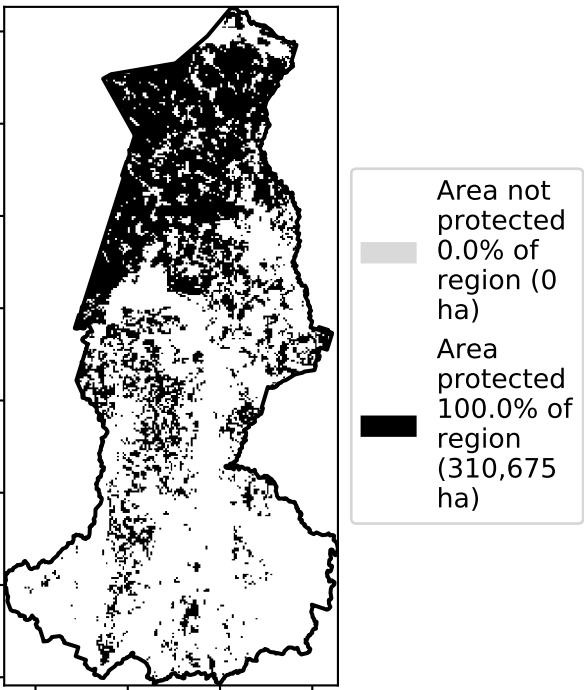 Area not
protected
0.0% of
region (0
ha)
Area
protected
100.0% of
region
(310,675
ha)